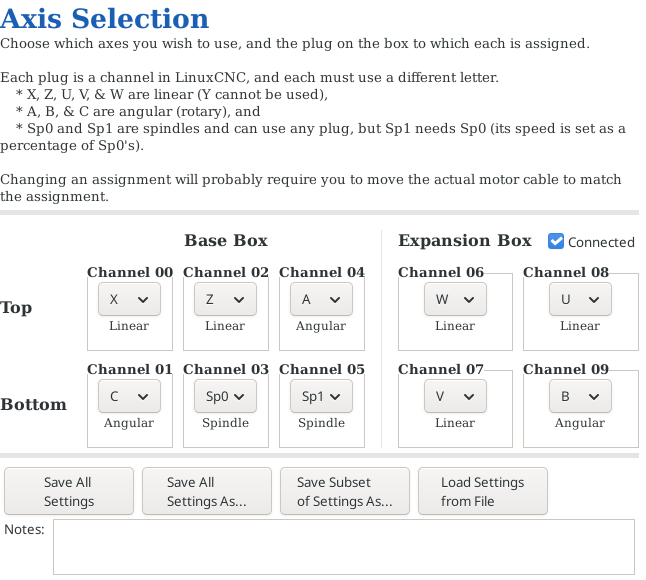 Axis Selection
Choose which axes you wish to use, and the plug on the box to which each is assigned.
Each plug is a channel in LinuxCNC, and each must use a different letter.
* X, Z, U, V, & W are linear (Y cannot be used),
* A, B, & C are angular (rotary), and
* Sp0 and Sp1 are spindles and can use any plug, but Sp1 needs Sp0 (its speed is set as a
percentage of Sp0's).
Changing an assignment will probably require you to move the actual motor cable to match
the assignment.
Base Box
Expansion Box Connected
Channel 00 Channel 02 Channel 04 Channel 06 Channel 08
X Z A W U
Top
Linear Linear Angular Linear Linear
Channel 01 Channel 03 Channel 05 Channel 07 Channel 09
C Sp0 Sp1 V B
Bottom
Angular Spindle Spindle Linear Angular
Save All
Settings
Save All
Settings As...
Save Subset
of Settings As...
Load Settings
from File
Notes: